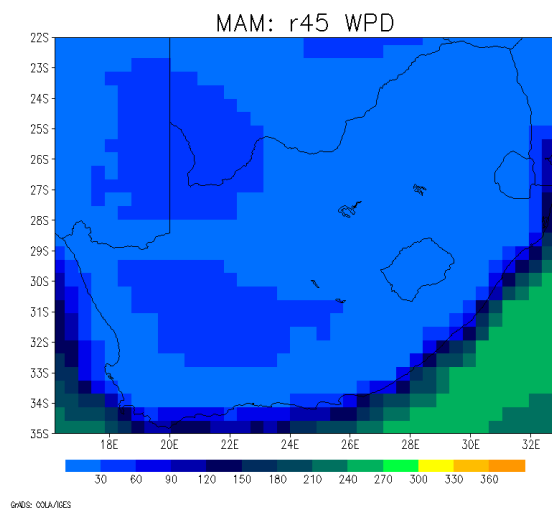 MAM: r45 WPD
22S
23S
24S
25S
26S
27S
28S
29S
30S
31S
32S
33S
34S
35S
18E 20E 22E 24E 26E 28E 30E 32E
30 60 90 120 150 180 210 240 270 300 330 360
GrADS: COLA/IGES